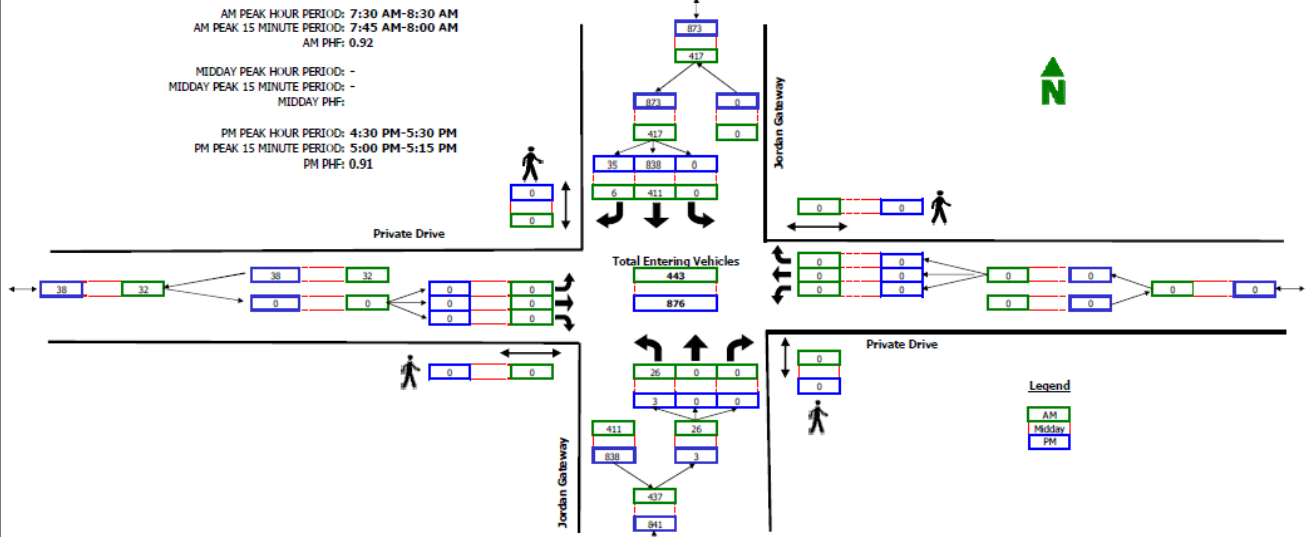 AM PEAK HOUR PERIOD: 7:30 AM-8:30 AM
AM PEAK 15 MINUTE PERIOD: 7:45 AM-8:00 AM
AM PHF: 0.92
MIDDAY PEAK HOUR PERIOD: -
MIDDAY PEAK 15 MINUTE PERIOD: -
MIDDAY PHF:
PM PEAK HOUR PERIOD: 4:30 PM-5:30 PM
PM PEAK 15 MINUTE PERIOD: 5:00 PM-5:15 PM
PM PHF: 0.91
873
417
873 0
417 0
35 838 0
6 411 0
Jordan Gateway
N
0
0
Private Drive
0 0
Total Entering Vehicles
443
876
38 32
38 32
0 0
0 0
0 0
0 0
0 0
0 0
0 0
0 0
0 0
0 0
Private Drive
0 0
0
0
26 0 0
3 0 0
411 26
838 3
437
841
Jordan Gateway
Legend
AM
Midday
PM